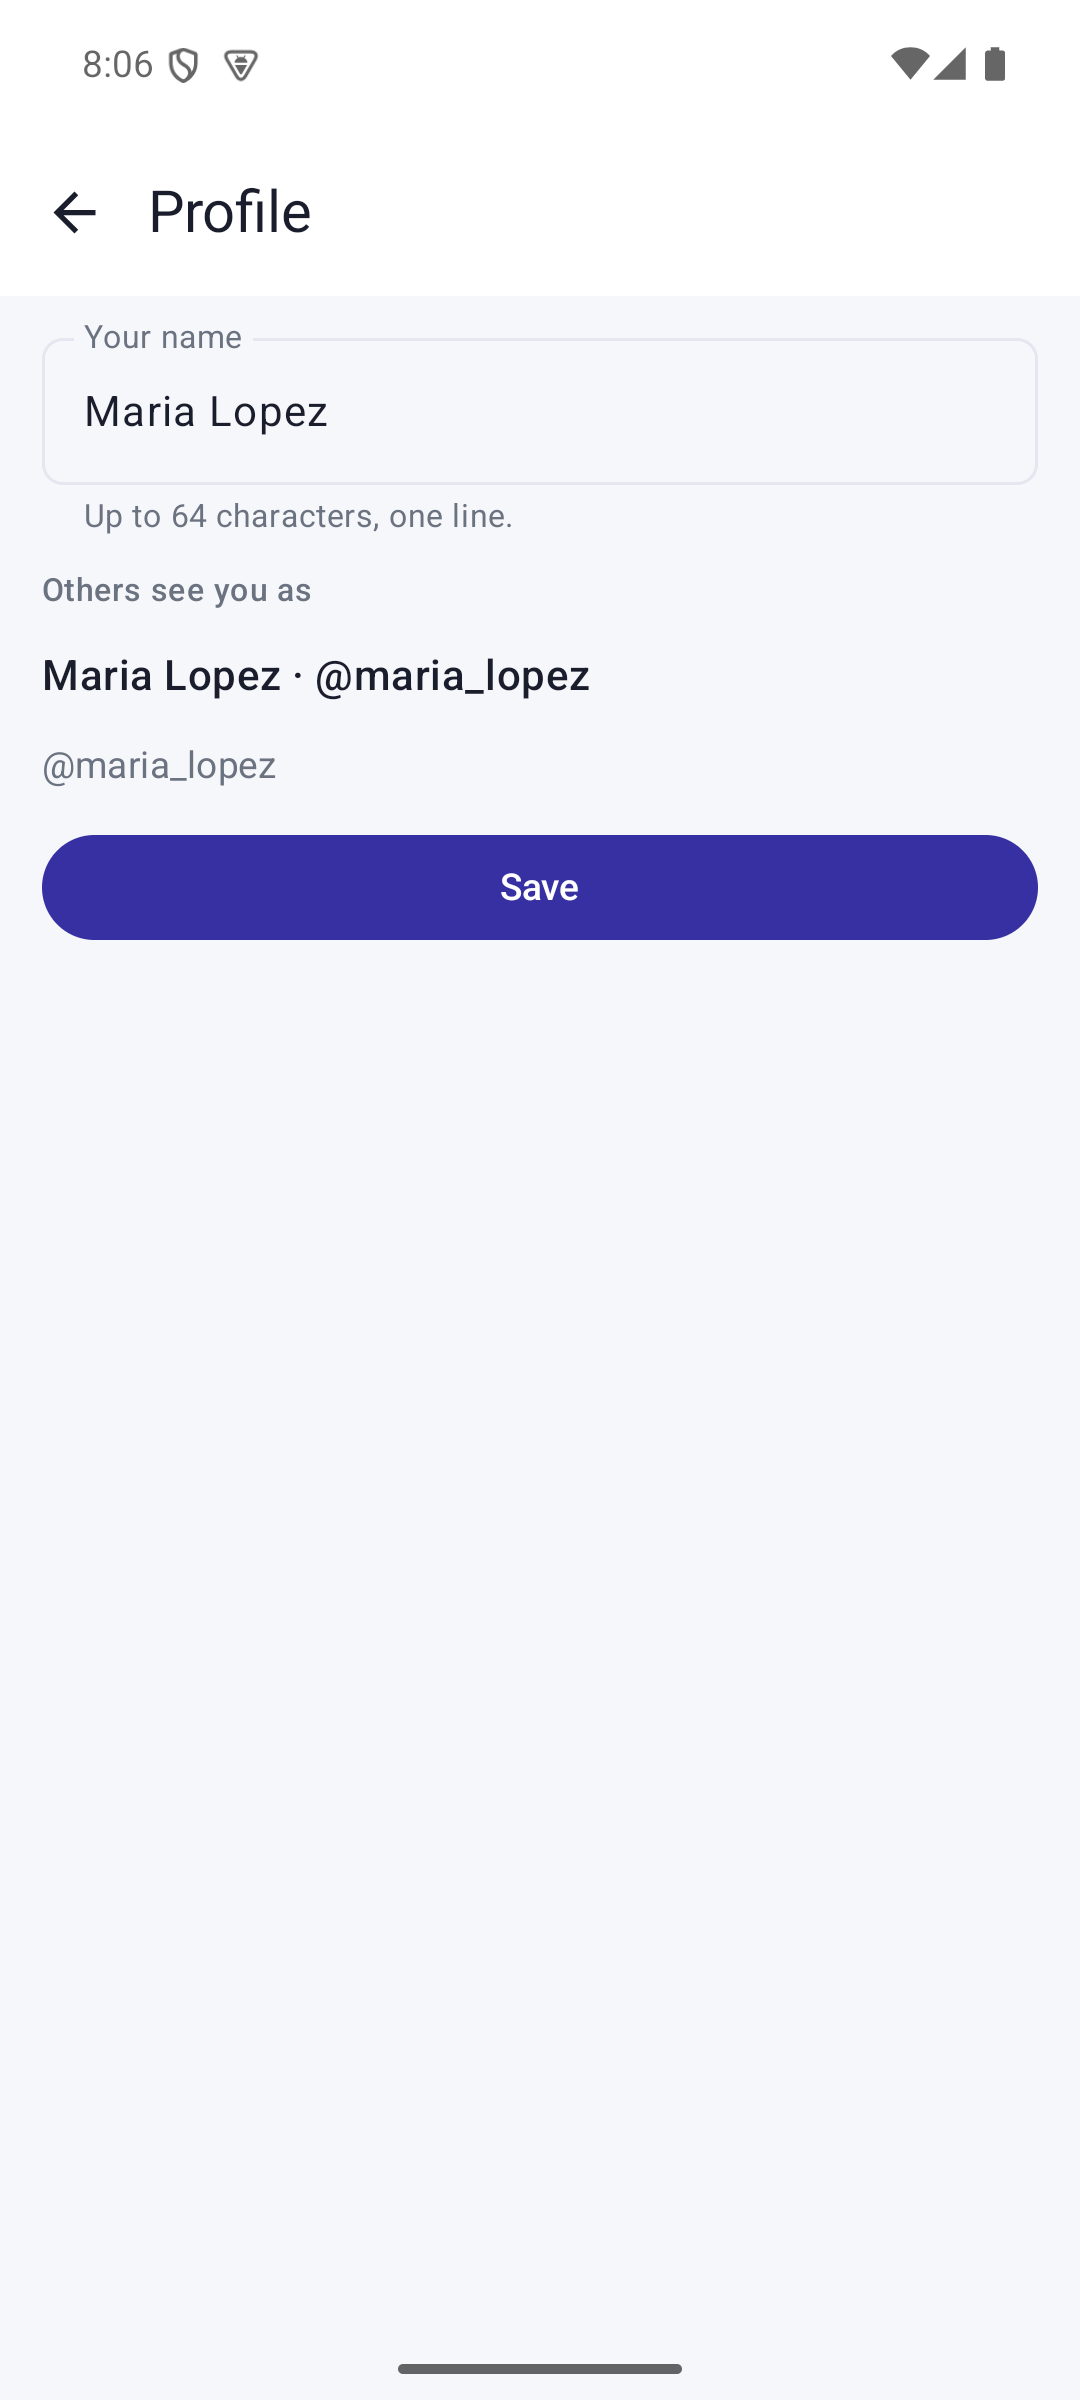 8:06
Profile
Your name
Maria Lopez
Up to 64 characters, one line.
Others see you as
Maria Lopez · @maria_lopez
@maria_lopez
Save